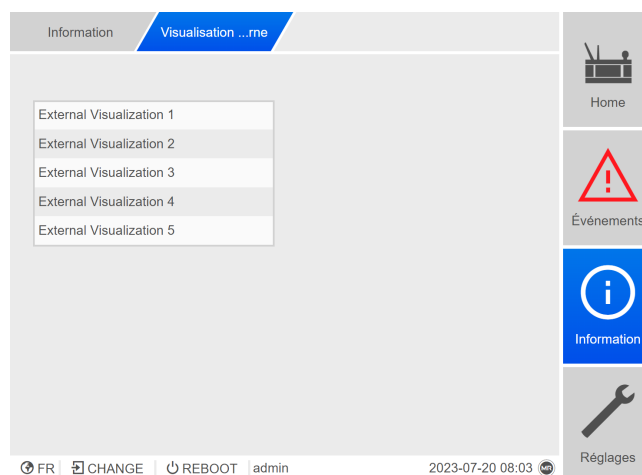 Information
Visualisation ...rne
External Visualization 1
External Visualization 2
External Visualization 3
External Visualization 4
External Visualization 5
Home
Événements
Information
Réglages
FR CHANGE REBOOT admin 2023-07-20 08:03 MR